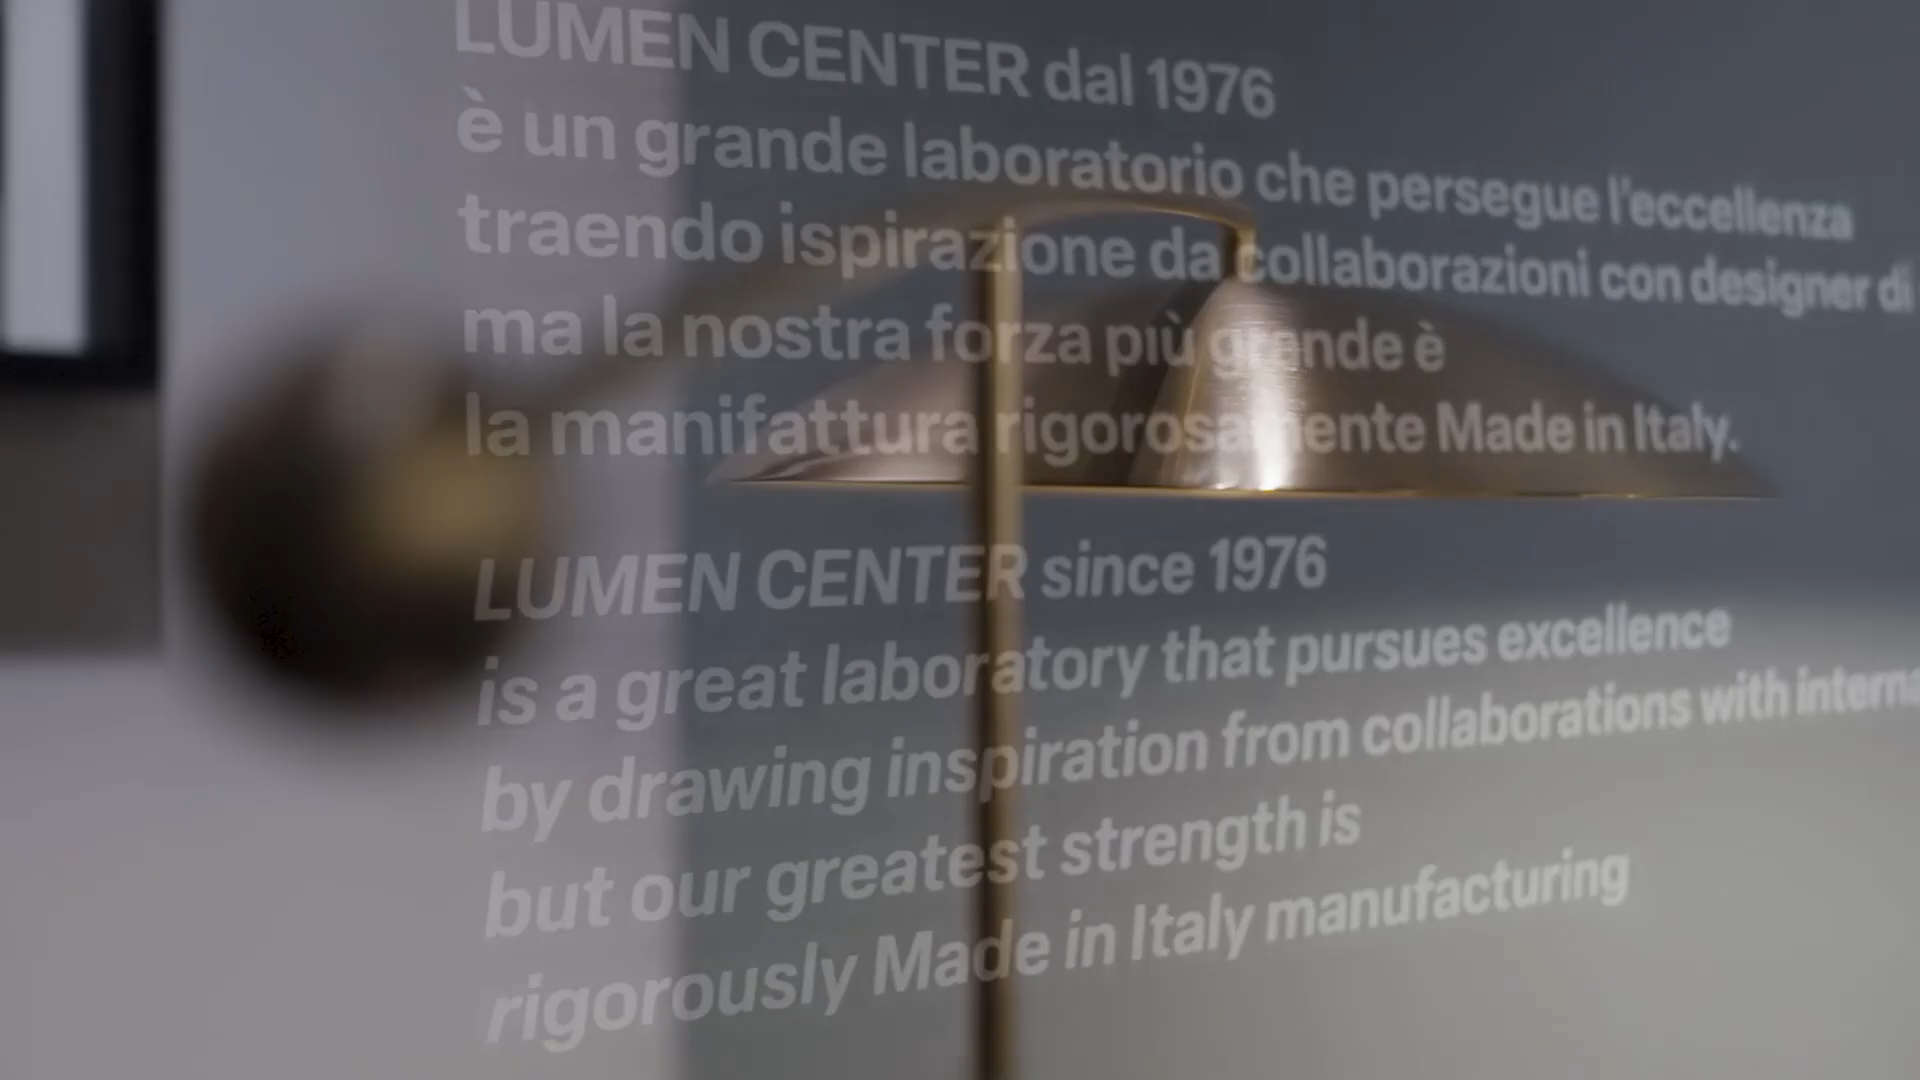 LUMEN CENTER dal 1976
è un grande laboratorio che persegue l'eccellenza
traendo ispirazione da collaborazioni con designer di
ma la nostra forza più grande è
la manifattura rigorosamente Made in Italy.
LUMEN CENTER since 1976
is a great laboratory that pursues excellence
by drawing inspiration from collaborations with
but our greatest strength is
rigorously Made in Italy manufacturing